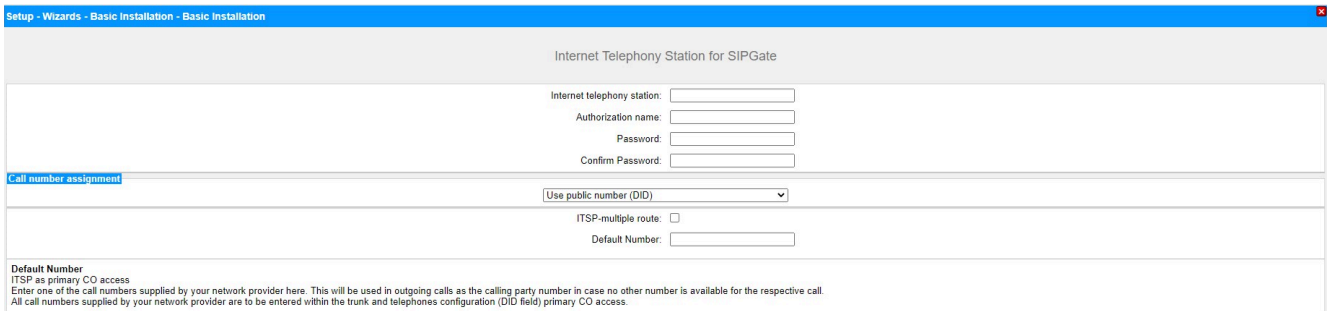 Setup - Wizards - Basic Installation - Basic Installation
Internet Telephony Station for SIPGate
Internet telephony station:
Authorization name:
Password:
Confirm Password:
Call number assignment
Use public number (DID)
ITSP-multiple route:
Default Number:
Default Number
ITSP as primary CO access
Enter one of the call numbers supplied by your network provider here. This will be used in outgoing calls as the calling party number in case no other number is available for the respective call.
All call numbers supplied by your network provider are to be entered within the trunk and telephones configuration (DID field) primary CO access.